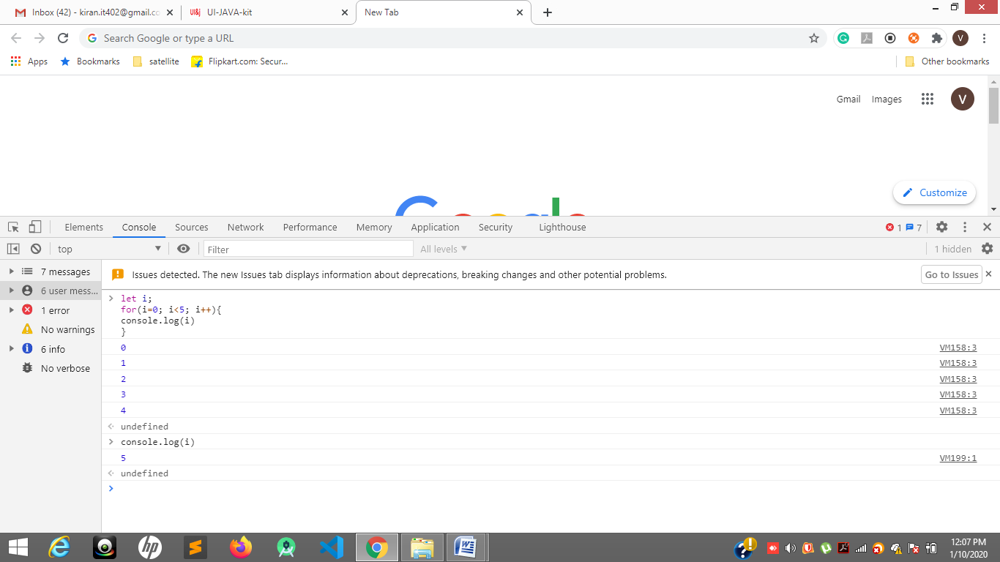 Inbox (42) - kiran.it402@gmail.co
UI-JAVA-kit
New Tab
Search Google or type a URL
V
Apps
Bookmarks
satellite
Flipkart.com: Secur...
Other bookmarks
Gmail
Images
V
Google
Customize
Elements
Console
Sources
Network
Performance
Memory
Application
Security
Lighthouse
1
7
top
Filter
All levels
1 hidden
7 messages
6 user mess...
1 error
No warnings
6 info
No verbose
Issues detected. The new Issues tab displays information about deprecations, breaking changes and other potential problems.
Go to Issues
let i;
for(i=0; i<5; i++){
console.log(i)
}
0 VM158:3
1 VM158:3
2 VM158:3
3 VM158:3
4 VM158:3
undefined
console.log(i)
5 VM199:1
undefined
12:07 PM
1/10/2020